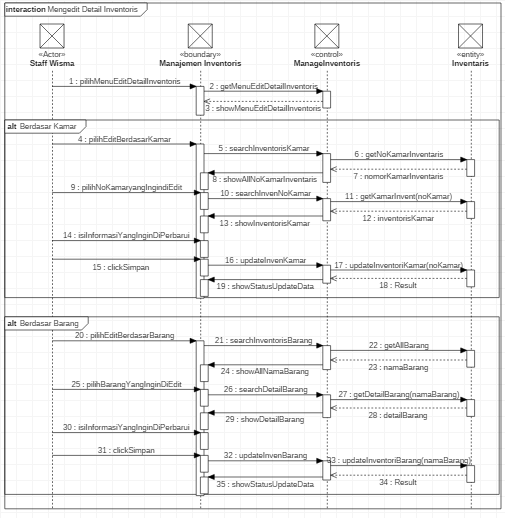 interaction Mengedit Detail Inventoris
«Actor»
Staff Wisma
«boundary»
Manajemen Inventoris
«control»
ManageInventoris
«entity»
Inventaris
1 : pilihMenuEditDetailInventoris
2 : getMenuEditDetailInventoris
3 : showMenuEditDetailInventoris
alt Berdasar Kamar
4 : pilihEditBerdasarKamar
5 : searchInventorisKamar
6 : getNoKamarInventaris
7 : nomorKamarInventaris
8 : showAllNoKamarInventaris
9 : pilihNoKamaryangIngindiEdit
10 : searchInvenNoKamar
11 : getKamarInvent(noKamar)
12 : inventorisKamar
13 : showInventorisKamar
14 : isiInformasiYangInginDiPerbarui
15 : clickSimpan
16 : updateInvenKamar
17 : updateInventoriKamar(noKamar)
18 : Result
19 : showStatusUpdateData
alt Berdasar Barang
20 : pilihEditBerdasarBarang
21 : searchInventorisBarang
22 : getAllBarang
23 : namaBarang
24 : showAllNamaBarang
25 : pilihBarangYangInginDiEdit
26 : searchDetailBarang
27 : getDetailBarang(namaBarang)
28 : detailBarang
29 : showDetailBarang
30 : isiInformasiYangInginDiPerbarui
31 : clickSimpan
32 : updateInvenBarang
33 : updateInventoriBarang(namaBarang)
34 : Result
35 : showStatusUpdateData